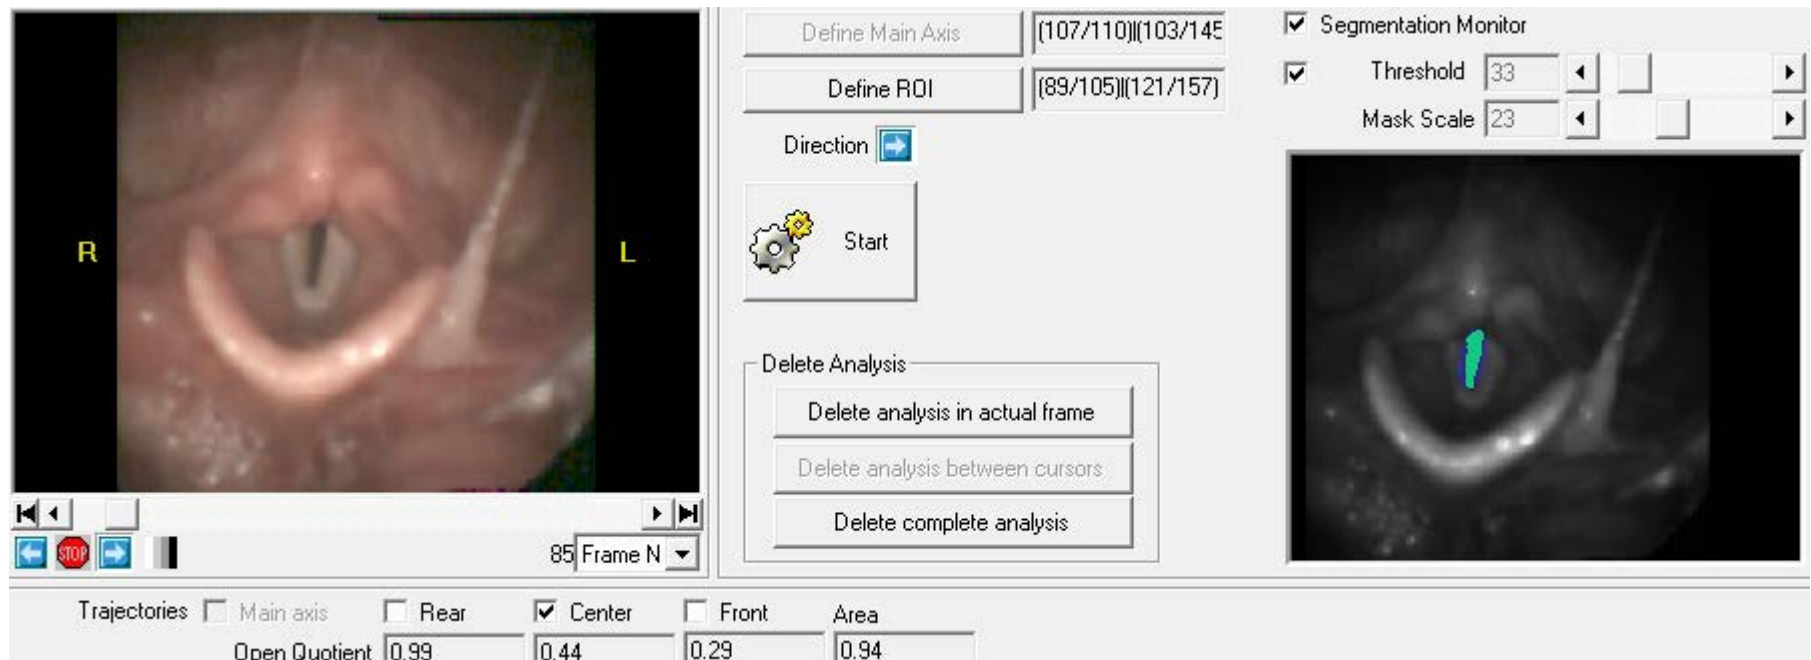 Define Main Axis (107/110)|(103/145
Define ROI (89/105)|(121/157)
Direction
Start
Delete Analysis
Delete analysis in actual frame
Delete analysis between cursors
Delete complete analysis
Segmentation Monitor
Threshold 33
Mask Scale 23
R L
STOP
85 Frame N
Trajectories Main axis Rear Center Front Area
Open Quotient 0.99 0.44 0.29 0.94